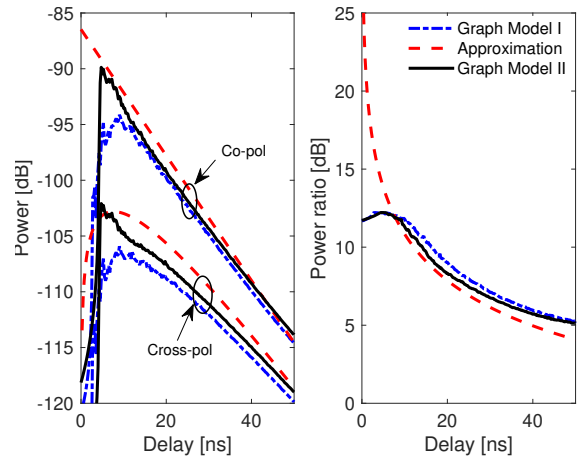 -85
-90
-95
-100
-105
-110
-115
-120
Power [dB]
0
20
40
Delay [ns]
Co-pol
Cross-pol
25
20
15
10
5
0
Power ratio [dB]
0
20
40
Delay [ns]
Graph Model I
Approximation
Graph Model II